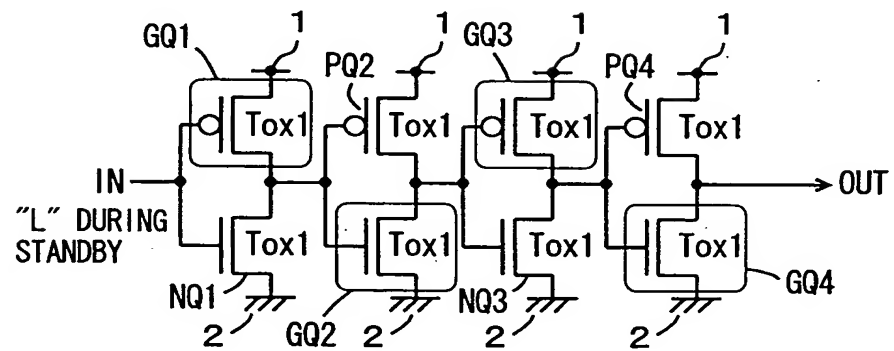 GQ1 1 PQ2 1 GQ3 1 PQ4 1
Tox1 Tox1 Tox1 Tox1
IN OUT
"L" DURING
STANDBY
Tox1 Tox1 Tox1 Tox1
NQ1 2 GQ2 2 NQ3 2 2 GQ4